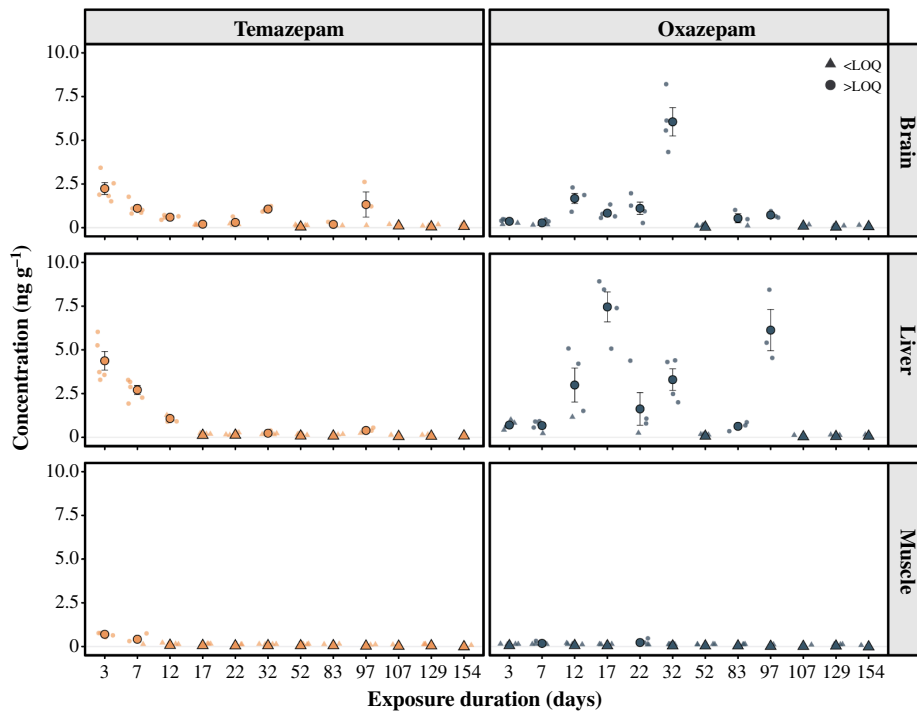 Temazepam
Oxazepam
10.0
7.5
5.0
2.5
0
<LOQ
>LOQ
Brain
10.0
7.5
5.0
2.5
0
Liver
10.0
7.5
5.0
2.5
0
Muscle
Concentration (ng g⁻¹)
3 7 12 17 22 32 52 83 97 107 129 154
3 7 12 17 22 32 52 83 97 107 129 154
Exposure duration (days)